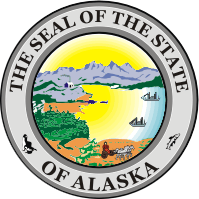 THE SEAL OF THE STATE
OF ALASKA